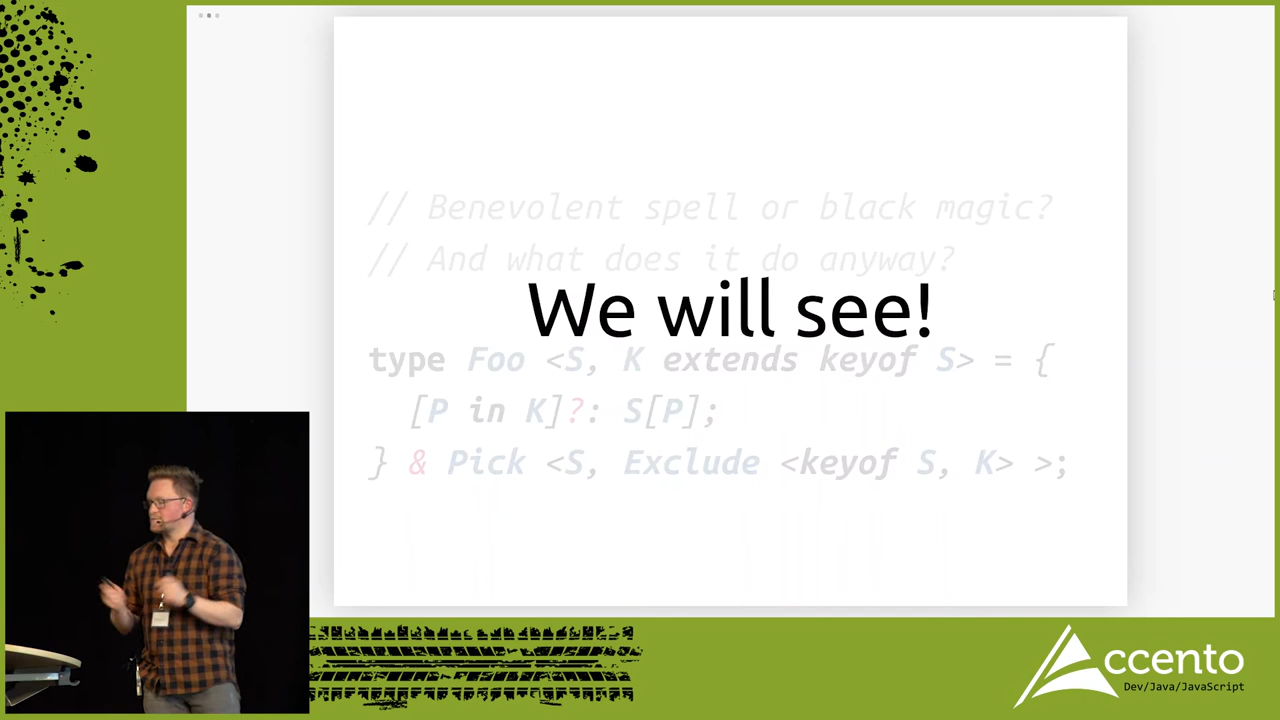 // Benevolent spell or black magic?
// And what does it do anyway?
We will see!
type Foo <S, K extends keyof S> = {
[P in K]?: S[P];
} & Pick <S, Exclude <keyof S, K> >;
Accento
Dev/Java/JavaScript